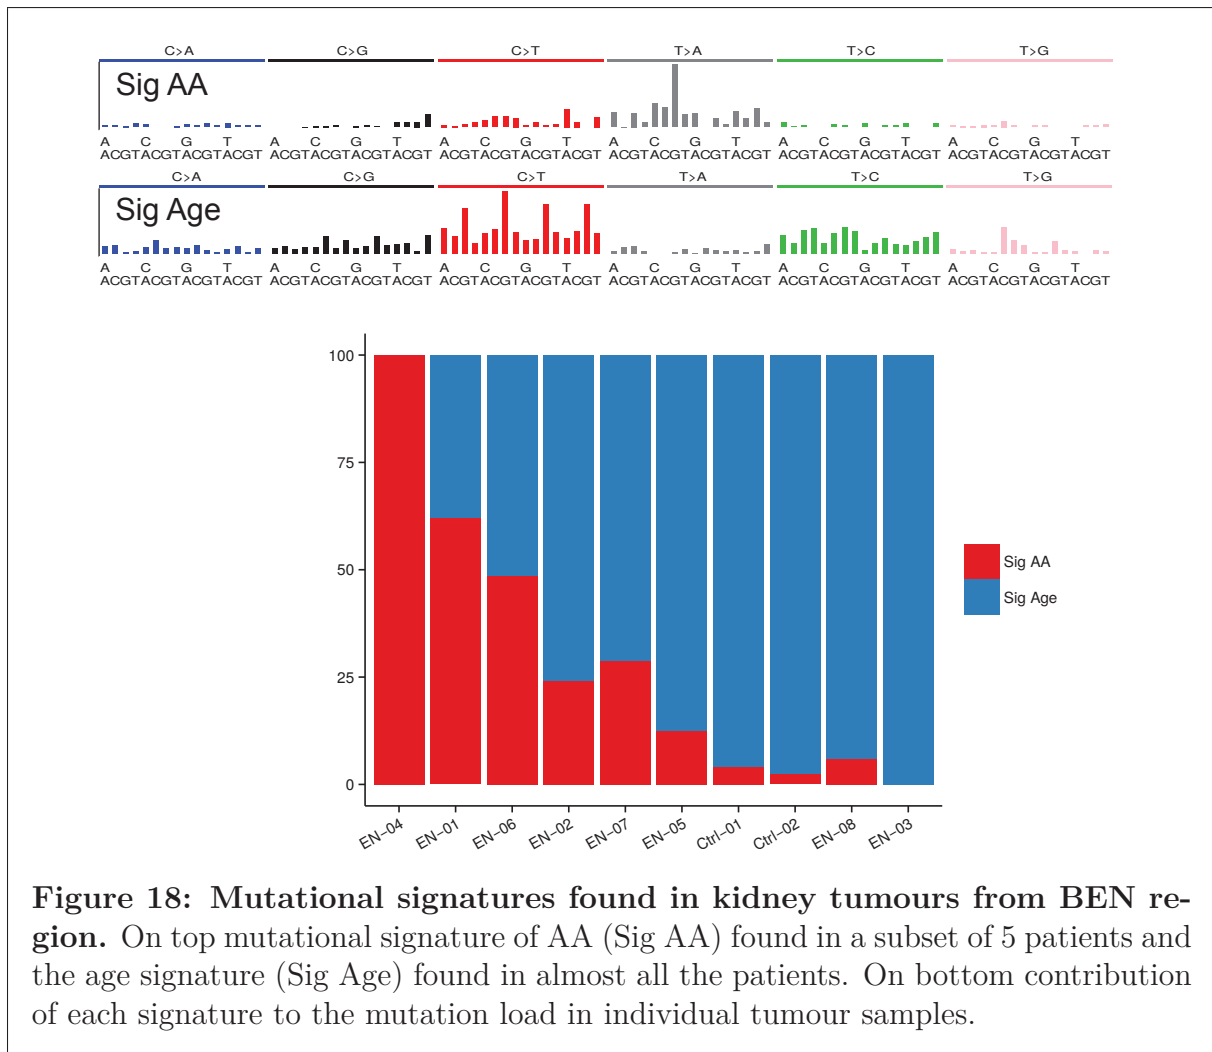 C>A C>G C>T T>A T>C T>G
Sig AA
A C G T A C G T A C G T A C G T A C G T A C G T
ACGTACGTACGTACGT ACGTACGTACGTACGT ACGTACGTACGTACGT ACGTACGTACGTACGT ACGTACGTACGTACGT ACGTACGTACGTACGT
C>A C>G C>T T>A T>C T>G
Sig Age
A C G T A C G T A C G T A C G T A C G T A C G T
ACGTACGTACGTACGT ACGTACGTACGTACGT ACGTACGTACGTACGT ACGTACGTACGTACGT ACGTACGTACGTACGT ACGTACGTACGTACGT
100
75
50
25
0
EN-04 EN-01 EN-06 EN-02 EN-07 EN-05 Ctrl-01 Ctrl-02 EN-08 EN-03
Sig AA
Sig Age
Figure 18: Mutational signatures found in kidney tumours from BEN re-
gion. On top mutational signature of AA (Sig AA) found in a subset of 5 patients and
the age signature (Sig Age) found in almost all the patients. On bottom contribution
of each signature to the mutation load in individual tumour samples.